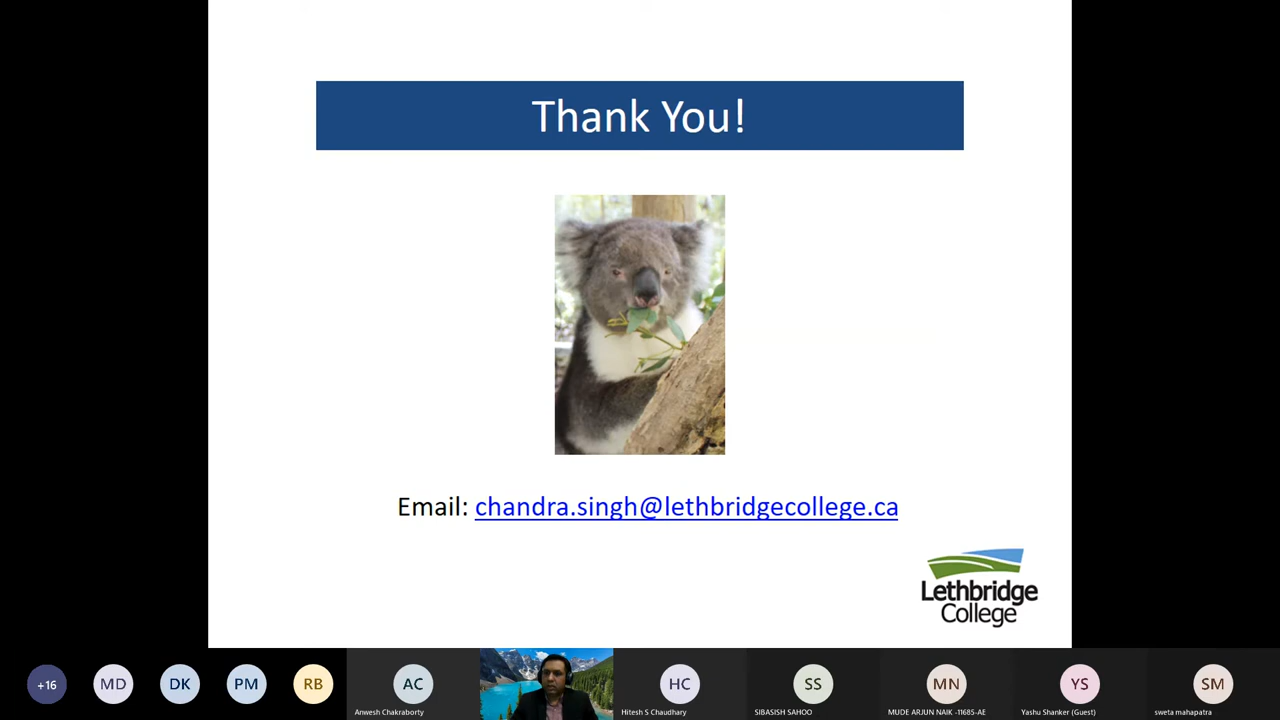 Thank You!
Email: chandra.singh@lethbridgecollege.ca
Lethbridge
College
+16
MD
DK
PM
RB
AC
HC
SS
MN
YS
SM
Anwesh Chakraborty
Hitesh S Chaudhary
SIBASISH SAHOO
MUDE ARJUN NAIK -11685-AE
Yashu Shanker (Guest)
sweta mahapatra